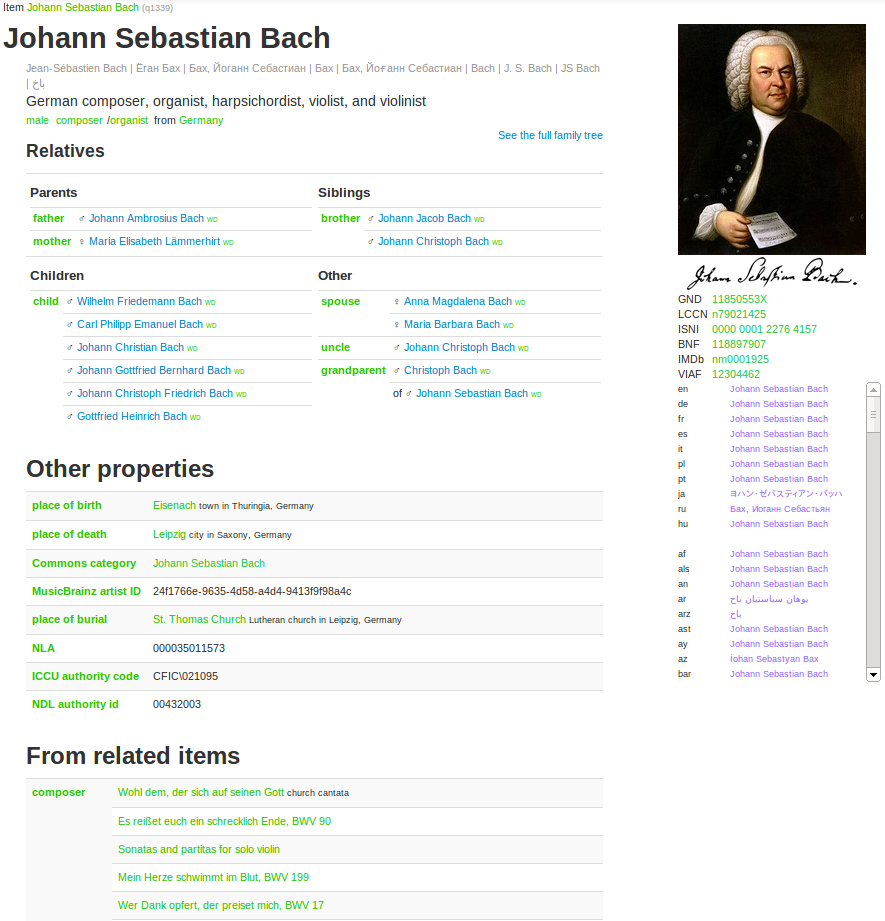 Item Johann Sebastian Bach (q1339)
Johann Sebastian Bach
Jean-Sébastien Bach | Ёган Бах | Бах, Йоганн Себастиан | Бах | Бах, Йоғанн Себастиан | Bach | J. S. Bach | JS Bach
| باخ
German composer, organist, harpsichordist, violist, and violinist
male composer /organist from Germany
See the full family tree
Relatives
Parents
father ♂ Johann Ambrosius Bach WD
mother ♀ Maria Elisabeth Lämmerhirt WD
Siblings
brother ♂ Johann Jacob Bach WD
♂ Johann Christoph Bach WD
Children
child ♂ Wilhelm Friedemann Bach WD
♂ Carl Philipp Emanuel Bach WD
♂ Johann Christian Bach WD
♂ Johann Gottfried Bernhard Bach WD
♂ Johann Christoph Friedrich Bach WD
♂ Gottfried Heinrich Bach WD
Other
spouse ♀ Anna Magdalena Bach WD
♀ Maria Barbara Bach WD
uncle ♂ Johann Christoph Bach WD
grandparent ♂ Christoph Bach WD
of ♂ Johann Sebastian Bach WD
Other properties
place of birth Eisenach town in Thuringia, Germany
place of death Leipzig city in Saxony, Germany
Commons category Johann Sebastian Bach
MusicBrainz artist ID 24f1766e-9635-4d58-a4d4-9413f9f98a4c
place of burial St. Thomas Church Lutheran church in Leipzig, Germany
NLA 000035011573
ICCU authority code CFIC\021095
NDL authority id 00432003
From related items
composer Wohl dem, der sich auf seinen Gott church cantata
Es reißet euch ein schrecklich Ende, BWV 90
Sonatas and partitas for solo violin
Mein Herze schwimmt im Blut, BWV 199
Wer Dank opfert, der preiset mich, BWV 17
Johann Sebastian Bach.
GND 11850553X
LCCN n79021425
ISNI 0000 0001 2276 4157
BNF 118897907
IMDb nm0001925
VIAF 12304462
en Johann Sebastian Bach
de Johann Sebastian Bach
fr Johann Sebastian Bach
es Johann Sebastian Bach
it Johann Sebastian Bach
pl Johann Sebastian Bach
pt Johann Sebastian Bach
ja ヨハン・ゼバスティアン・バッハ
ru Бах, Иоганн Себастьян
hu Johann Sebastian Bach
af Johann Sebastian Bach
als Johann Sebastian Bach
an Johann Sebastian Bach
ar يوهان سباستيان باخ
arz باخ
ast Johann Sebastian Bach
ay Johann Sebastian Bach
az İohan Sebastyan Bax
bar Johann Sebastian Bach